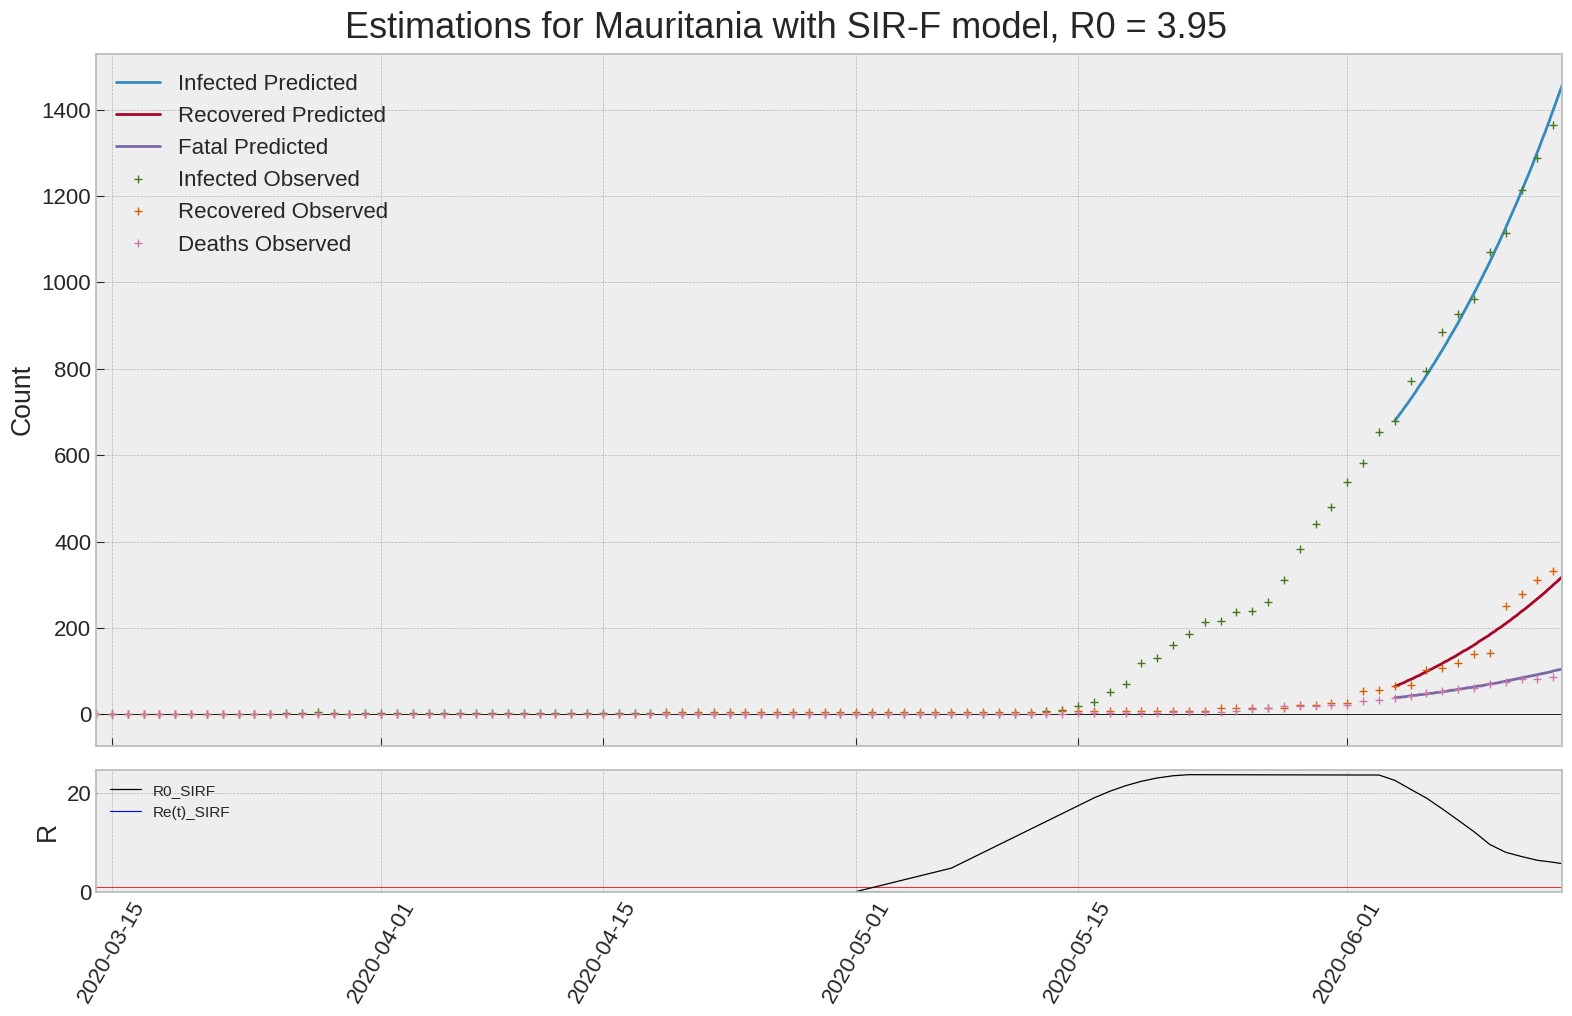 Estimations for Mauritania with SIR-F model, R0 = 3.95
Infected Predicted
Recovered Predicted
Fatal Predicted
Infected Observed
Recovered Observed
Deaths Observed
1400
1200
1000
800
600
400
200
0
Count
R0_SIRF
Re(t)_SIRF
20
0
R
2020-03-15
2020-04-01
2020-04-15
2020-05-01
2020-05-15
2020-06-01